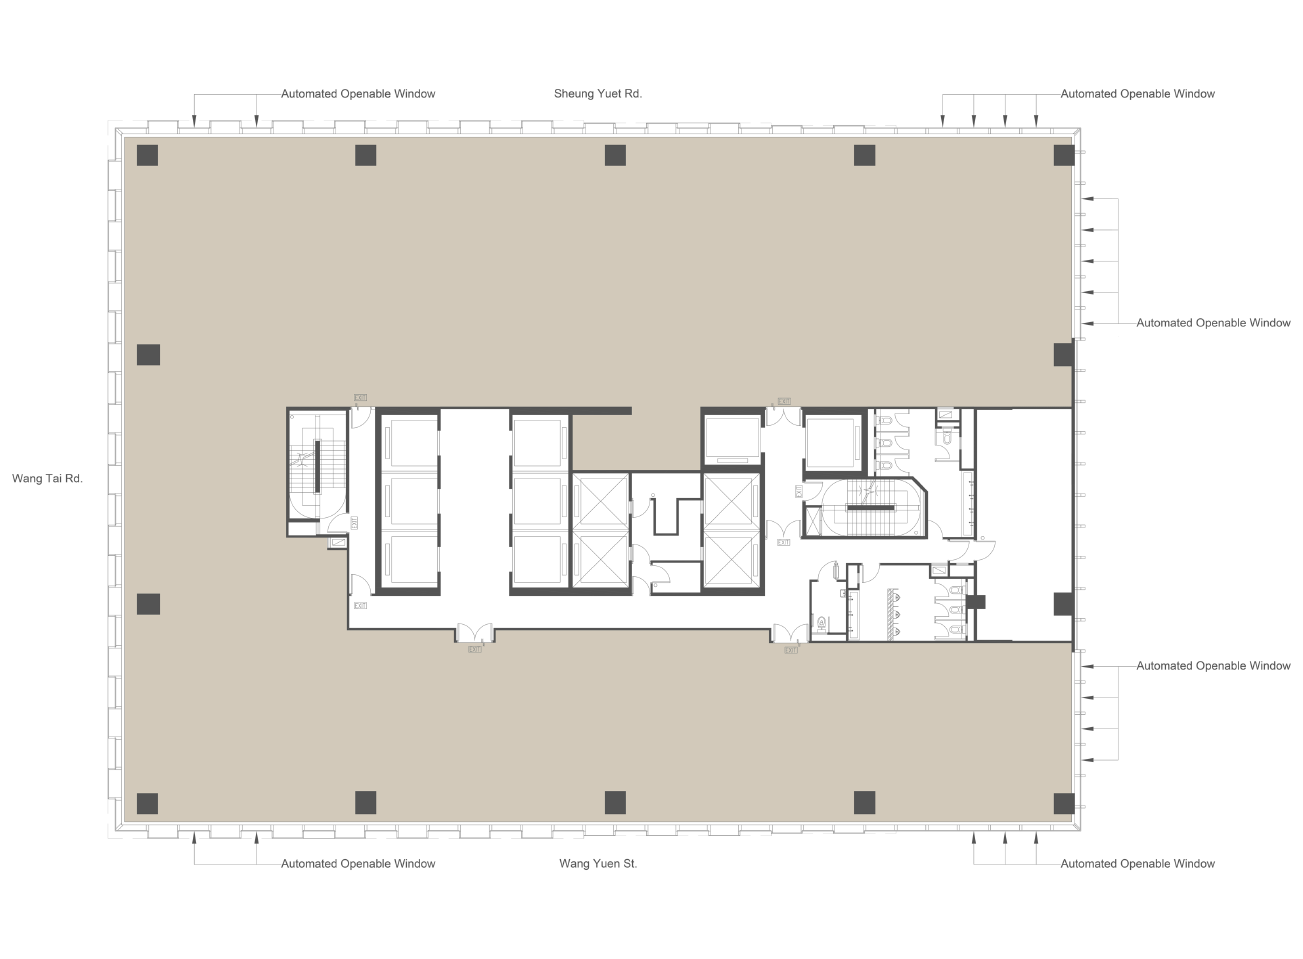 Automated Openable Window
Sheung Yuet Rd.
Automated Openable Window
Automated Openable Window
EXIT
EXIT
Wang Tai Rd.
EXIT
EXIT
EXIT
EXIT
EXIT
EXIT
Automated Openable Window
Automated Openable Window
Wang Yuen St.
Automated Openable Window